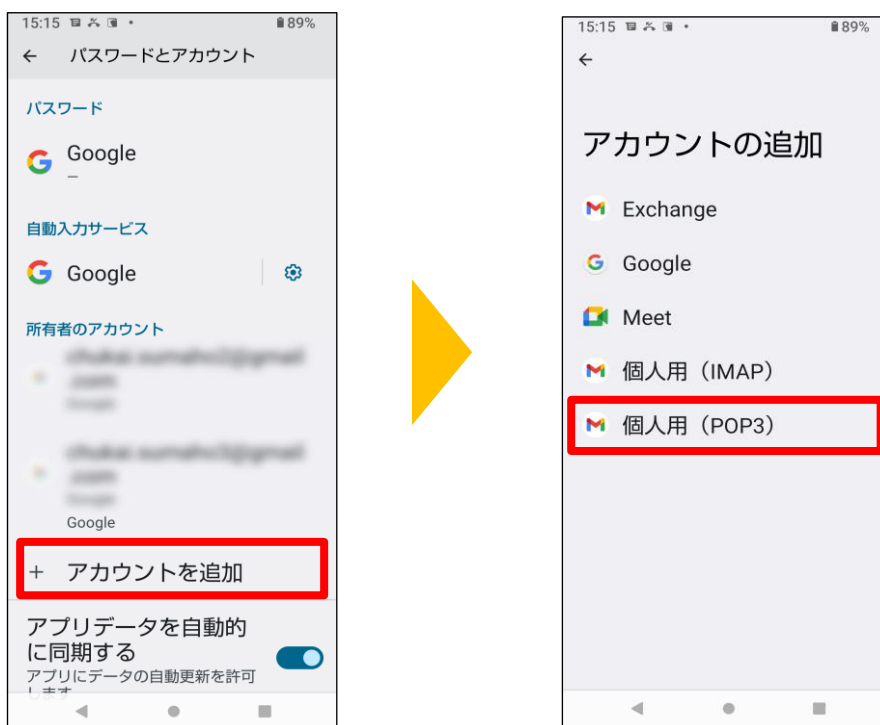 15:15 89%
← パスワードとアカウント
パスワード
Google
—
自動入力サービス
Google
所有者のアカウント
Google
+ アカウントを追加
アプリデータを自動的
に同期する
アプリにデータの自動更新を許可
します
15:15 89%
←
アカウントの追加
Exchange
Google
Meet
個人用（IMAP）
個人用（POP3）